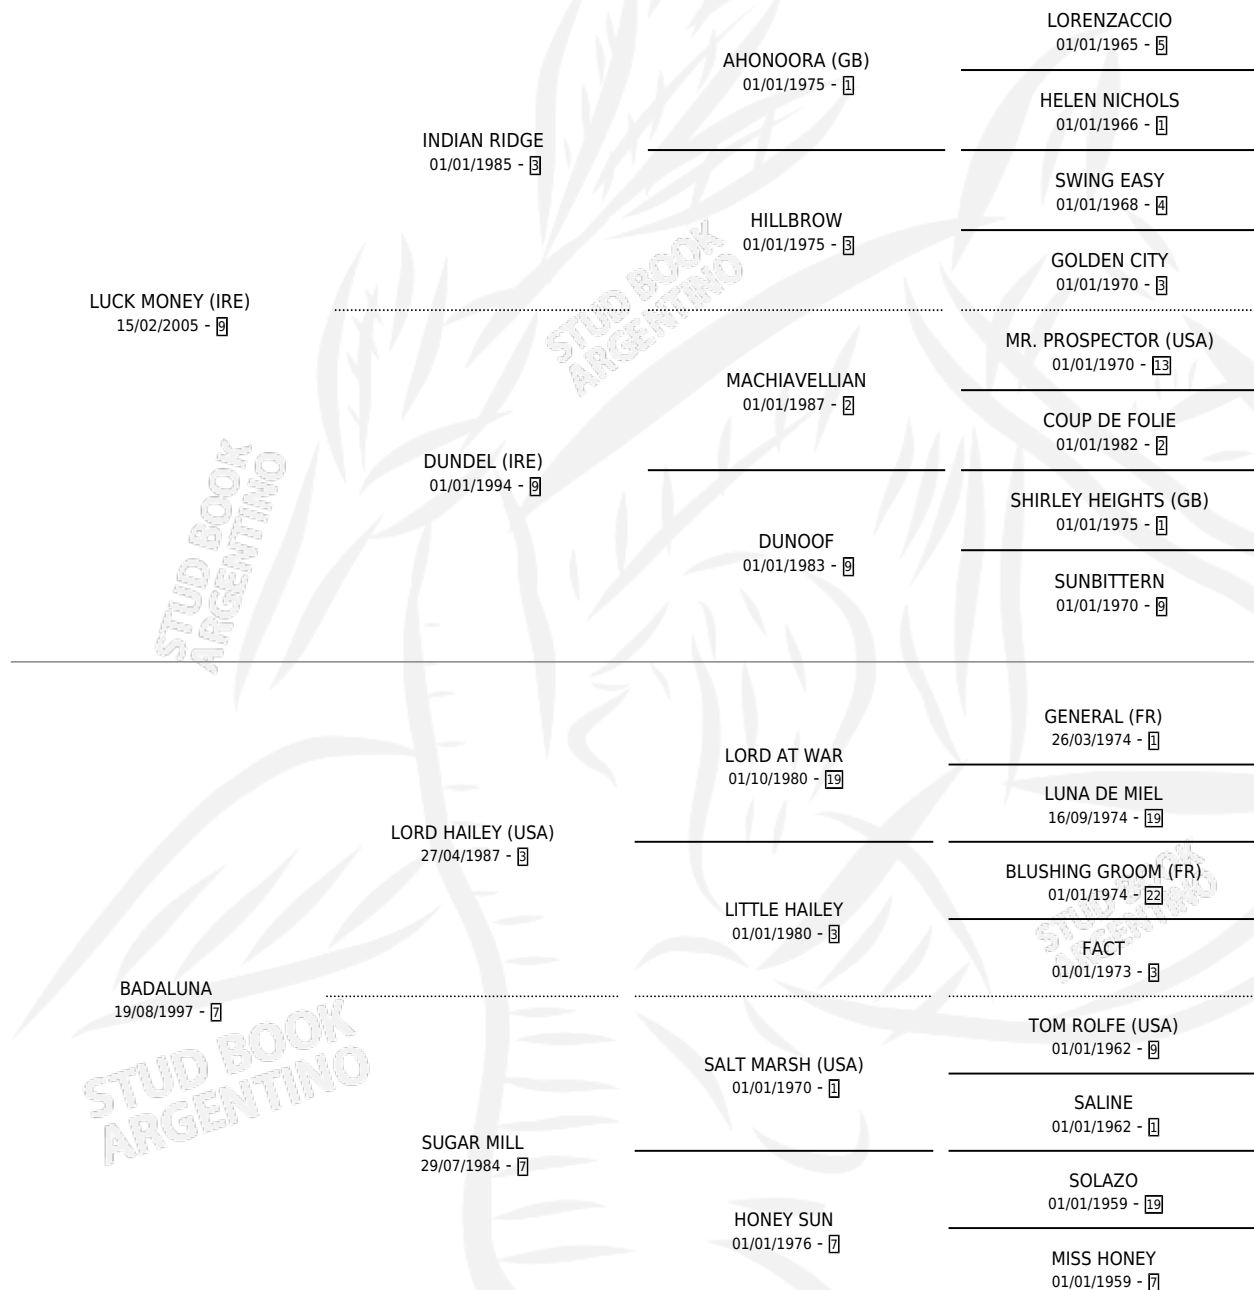 LORENZACCIO
01/01/1965 - 5
AHONOORA (GB)
01/01/1975 - 1
HELEN NICHOLS
01/01/1966 - 1
INDIAN RIDGE
01/01/1985 - 3
SWING EASY
01/01/1968 - 4
HILLBROW
01/01/1975 - 3
GOLDEN CITY
01/01/1970 - 3
LUCK MONEY (IRE)
15/02/2005 - 9
MR. PROSPECTOR (USA)
01/01/1970 - 13
MACHIAVELLIAN
01/01/1987 - 2
COUP DE FOLIE
01/01/1982 - 2
DUNDEL (IRE)
01/01/1994 - 9
SHIRLEY HEIGHTS (GB)
01/01/1975 - 1
DUNOOF
01/01/1983 - 9
SUNBITTERN
01/01/1970 - 9
GENERAL (FR)
26/03/1974 - 1
LORD AT WAR
01/10/1980 - 19
LUNA DE MIEL
16/09/1974 - 19
LORD HAILEY (USA)
27/04/1987 - 3
BLUSHING GROOM (FR)
01/01/1974 - 22
LITTLE HAILEY
01/01/1980 - 3
FACT
01/01/1973 - 3
BADALUNA
19/08/1997 - 7
TOM ROLFE (USA)
01/01/1962 - 9
SALT MARSH (USA)
01/01/1970 - 1
SALINE
01/01/1962 - 1
SUGAR MILL
29/07/1984 - 7
SOLAZO
01/01/1959 - 19
HONEY SUN
01/01/1976 - 7
MISS HONEY
01/01/1959 - 7
STUD BOOK
ARGENTINO
STUD BOOK
ARGENTINO
STUD BOOK
ARGENTINO
STUD BOOK
ARGENTINO